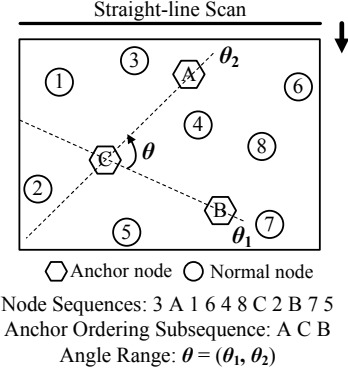 Straight-line Scan
θ2
3
A
1
6
4
8
C
θ
2
B
7
5
θ1
Anchor node
Normal node
Node Sequences: 3 A 1 6 4 8 C 2 B 7 5
Anchor Ordering Subsequence: A C B
Angle Range: θ = (θ1, θ2)